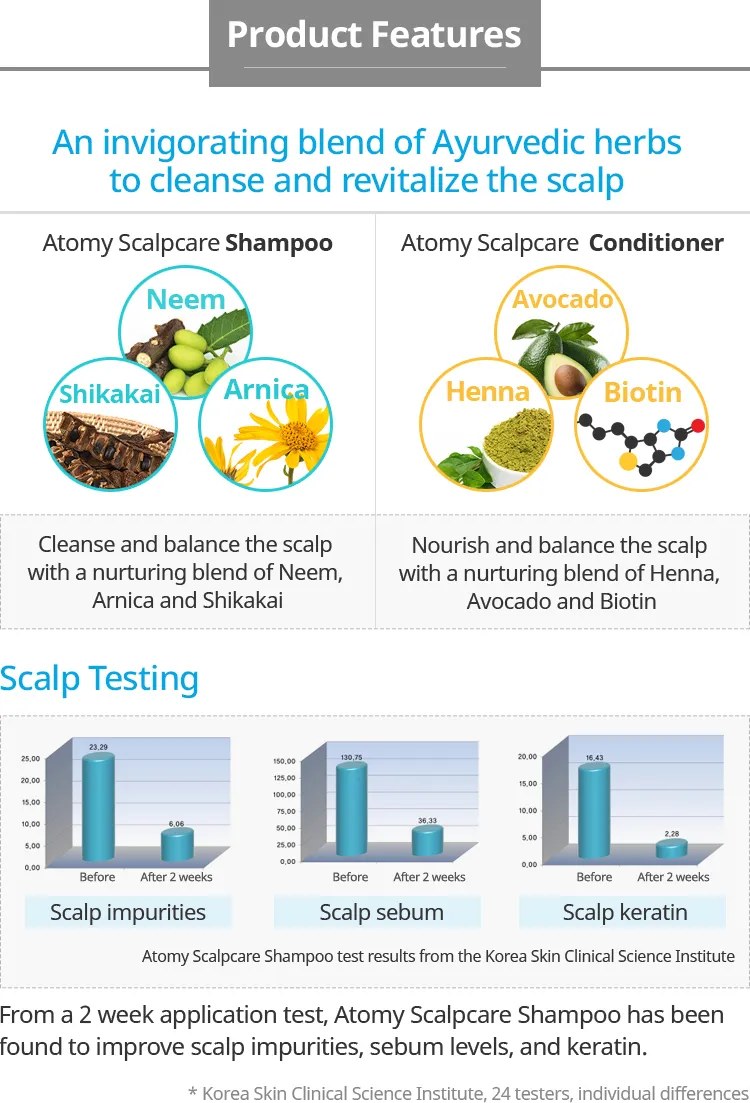 Product Features
An invigorating blend of Ayurvedic herbs
to cleanse and revitalize the scalp
Atomy Scalpcare Shampoo
Neem
Shikakai
Arnica
Cleanse and balance the scalp
with a nurturing blend of Neem,
Arnica and Shikakai
Atomy Scalpcare Conditioner
Avocado
Henna
Biotin
Nourish and balance the scalp
with a nurturing blend of Henna,
Avocado and Biotin
Scalp Testing
25,00
20,00
15,00
10,00
5,00
0,00
23,29
6,06
Before
After 2 weeks
Scalp impurities
150,00
125,00
100,00
75,00
50,00
25,00
0,00
130,75
36,33
Before
After 2 weeks
Scalp sebum
20,00
15,00
10,00
5,00
0,00
16,43
2,28
Before
After 2 weeks
Scalp keratin
Atomy Scalpcare Shampoo test results from the Korea Skin Clinical Science Institute
From a 2 week application test, Atomy Scalpcare Shampoo has been
found to improve scalp impurities, sebum levels, and keratin.
* Korea Skin Clinical Science Institute, 24 testers, individual differences